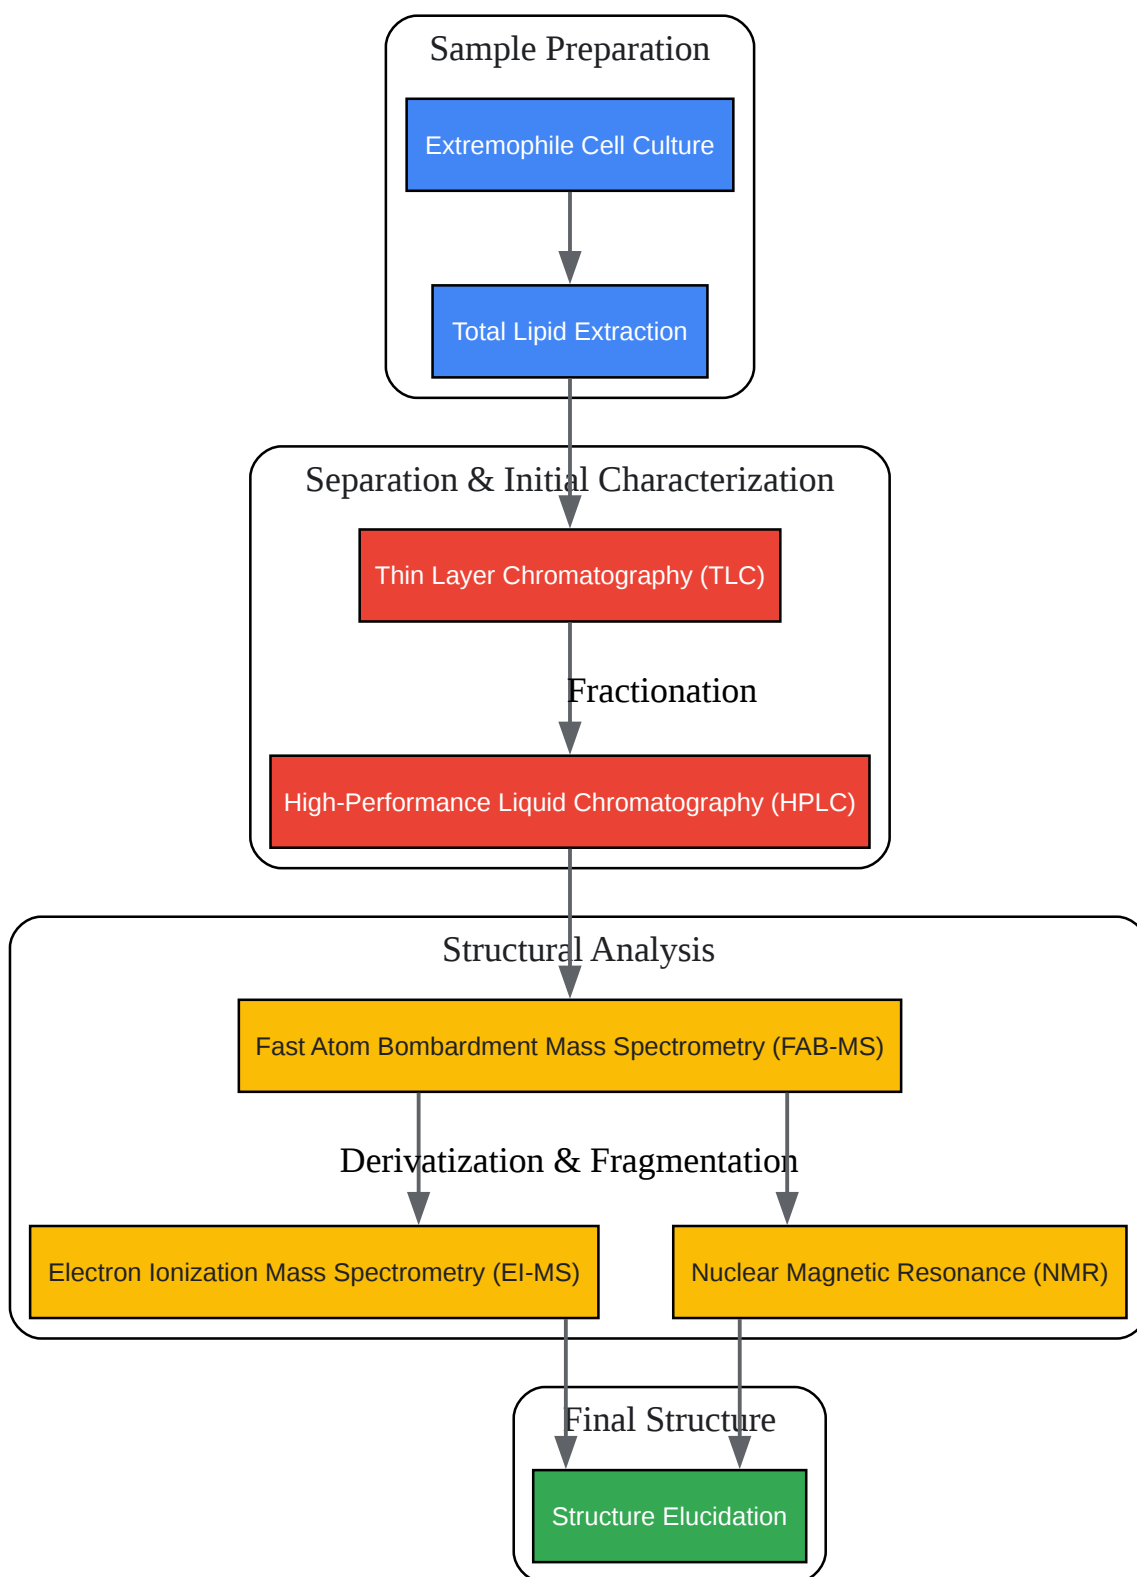 Sample Preparation
Extremophile Cell Culture
Total Lipid Extraction
Separation & Initial Characterization
Thin Layer Chromatography (TLC)
Fractionation
High-Performance Liquid Chromatography (HPLC)
Structural Analysis
Fast Atom Bombardment Mass Spectrometry (FAB-MS)
Derivatization & Fragmentation
Electron Ionization Mass Spectrometry (EI-MS)
Nuclear Magnetic Resonance (NMR)
Final Structure
Structure Elucidation